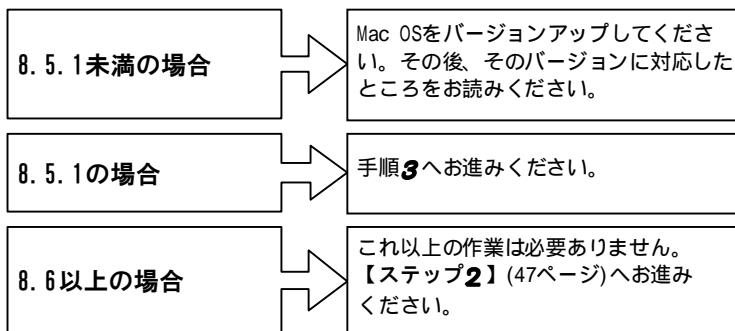 8.5.1未満の場合
Mac OSをバージョンアップしてくださ
い。その後、そのバージョンに対応した
ところをお読みください。
8.5.1の場合
手順3へお進みください。
8.6以上の場合
これ以上の作業は必要ありません。
【ステップ2】(47ページ)へお進み
ください。